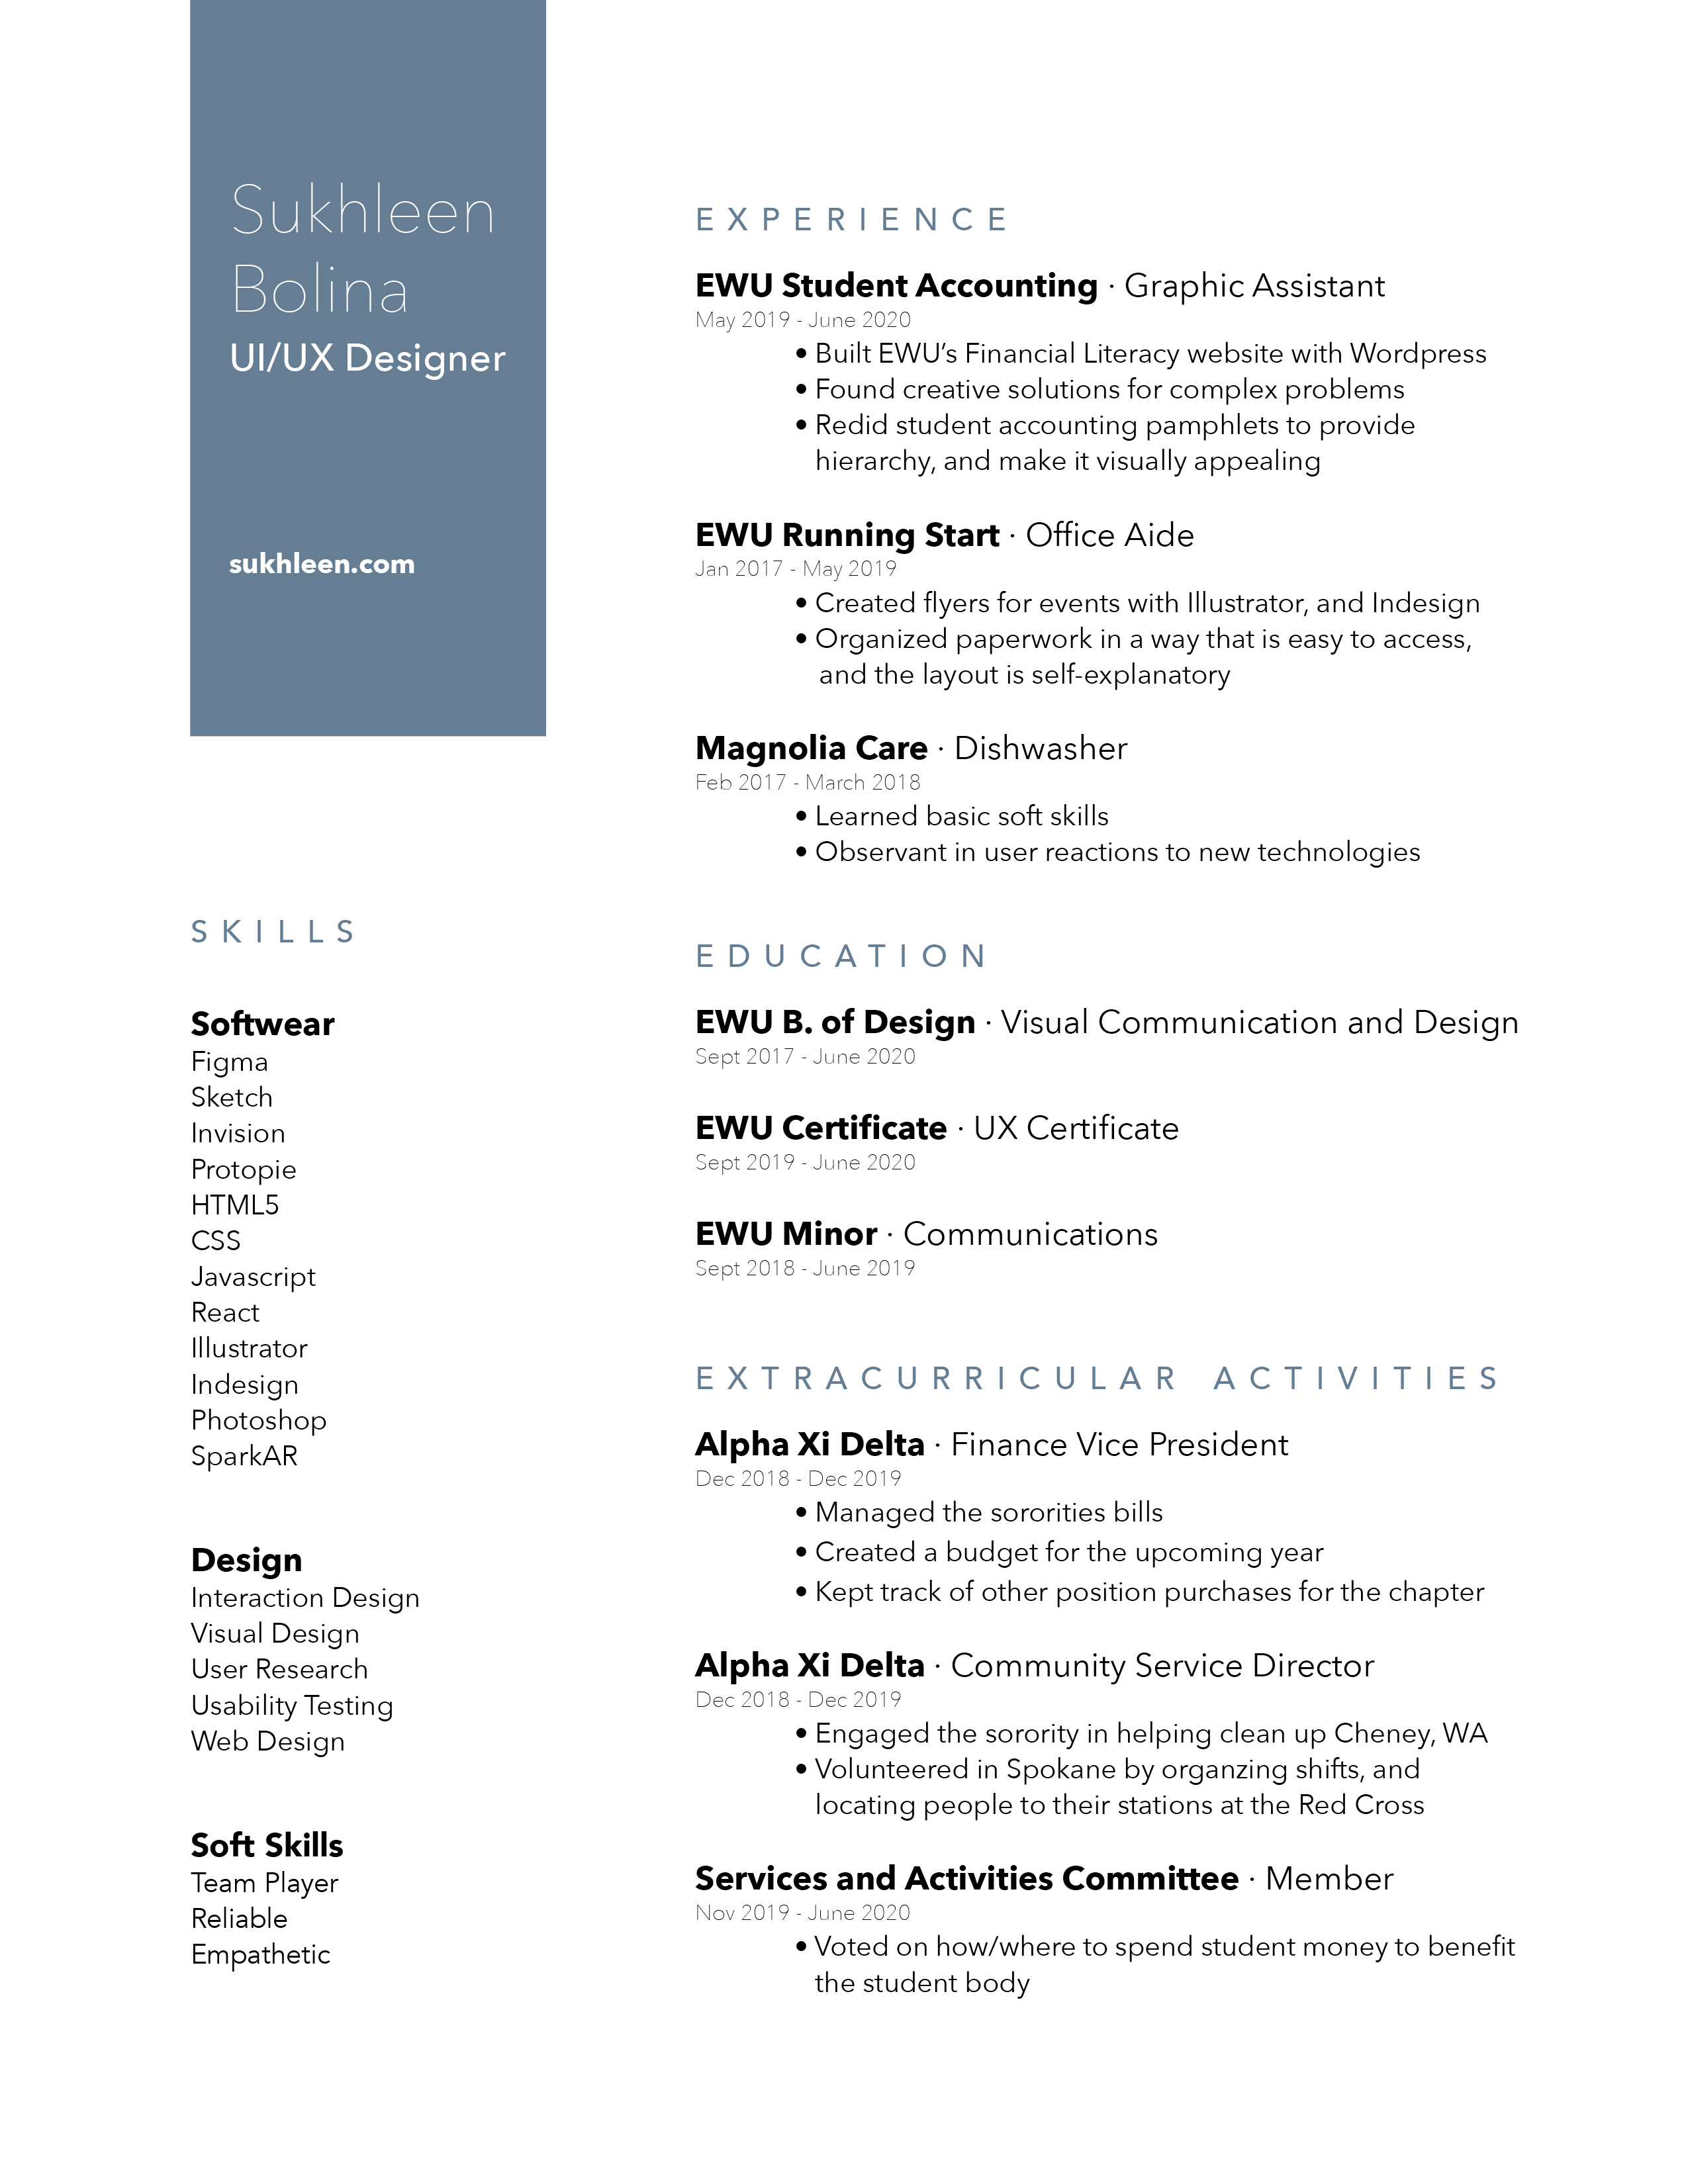 Sukhleen
Bolina
UI/UX Designer
sukhleen.com
SKILLS
Softwear
Figma
Sketch
Invision
Protopie
HTML5
CSS
Javascript
React
Illustrator
Indesign
Photoshop
SparkAR
Design
Interaction Design
Visual Design
User Research
Usability Testing
Web Design
Soft Skills
Team Player
Reliable
Empathetic
EXPERIENCE
EWU Student Accounting · Graphic Assistant
May 2019 - June 2020
• Built EWU’s Financial Literacy website with Wordpress
• Found creative solutions for complex problems
• Redid student accounting pamphlets to provide
hierarchy, and make it visually appealing
EWU Running Start · Office Aide
Jan 2017 - May 2019
• Created flyers for events with Illustrator, and Indesign
• Organized paperwork in a way that is easy to access,
and the layout is self-explanatory
Magnolia Care · Dishwasher
Feb 2017 - March 2018
• Learned basic soft skills
• Observant in user reactions to new technologies
EDUCATION
EWU B. of Design · Visual Communication and Design
Sept 2017 - June 2020
EWU Certificate · UX Certificate
Sept 2019 - June 2020
EWU Minor · Communications
Sept 2018 - June 2019
EXTRACURRICULAR ACTIVITIES
Alpha Xi Delta · Finance Vice President
Dec 2018 - Dec 2019
• Managed the sororities bills
• Created a budget for the upcoming year
• Kept track of other position purchases for the chapter
Alpha Xi Delta · Community Service Director
Dec 2018 - Dec 2019
• Engaged the sorority in helping clean up Cheney, WA
• Volunteered in Spokane by organzing shifts, and
locating people to their stations at the Red Cross
Services and Activities Committee · Member
Nov 2019 - June 2020
• Voted on how/where to spend student money to benefit
the student body